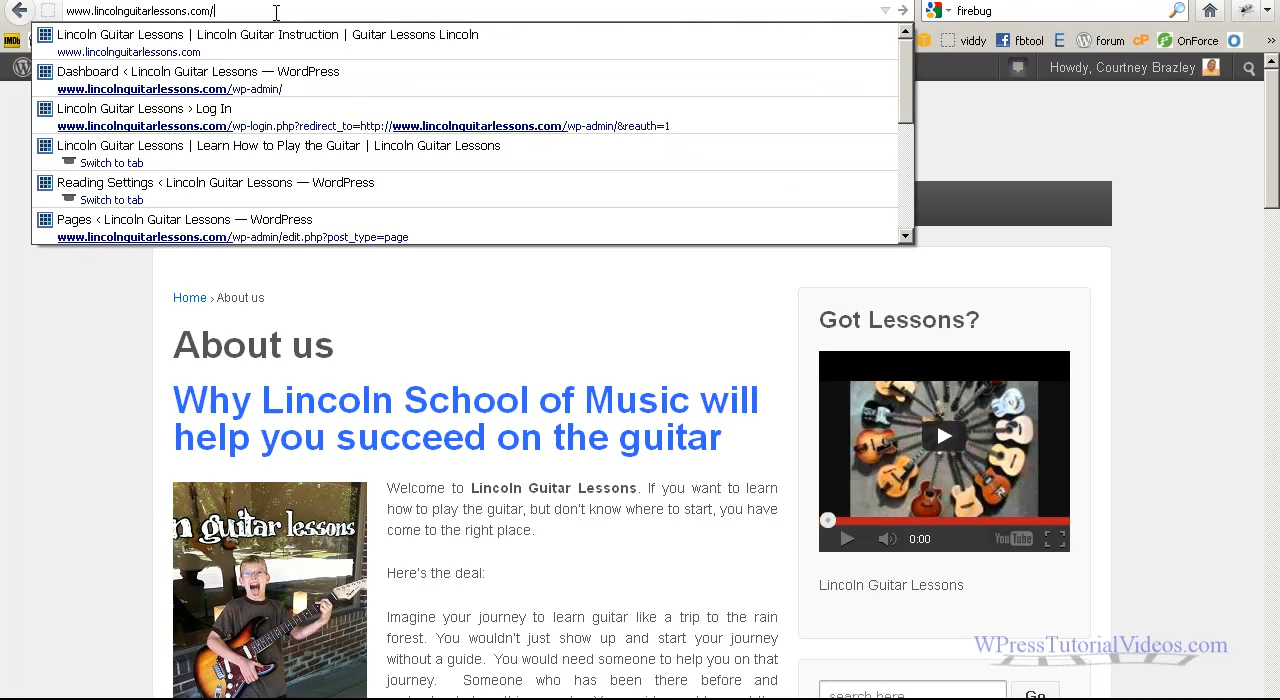 www.lincolnguitarlessons.com/
firebug
viddy
fbtool
forum
cP
OnForce
»
IMDb
Lincoln Guitar Lessons | Lincoln Guitar Instruction | Guitar Lessons Lincoln
www.lincolnguitarlessons.com
Dashboard ‹ Lincoln Guitar Lessons — WordPress
www.lincolnguitarlessons.com/wp-admin/
Lincoln Guitar Lessons › Log In
www.lincolnguitarlessons.com/wp-login.php?redirect_to=http://www.lincolnguitarlessons.com/wp-admin/&reauth=1
Lincoln Guitar Lessons | Learn How to Play the Guitar | Lincoln Guitar Lessons
Switch to tab
Reading Settings ‹ Lincoln Guitar Lessons — WordPress
Switch to tab
Pages ‹ Lincoln Guitar Lessons — WordPress
www.lincolnguitarlessons.com/wp-admin/edit.php?post_type=page
Howdy, Courtney Brazley
Home › About us
About us
Why Lincoln School of Music will
help you succeed on the guitar
guitar lessons
Welcome to Lincoln Guitar Lessons. If you want to learn
how to play the guitar, but don't know where to start, you have
come to the right place.
Here's the deal:
Imagine your journey to learn guitar like a trip to the rain
forest. You wouldn't just show up and start your journey
without a guide. You would need someone to help you on that
journey. Someone who has been there before and
Got Lessons?
0:00
YouTube
Lincoln Guitar Lessons
WPressTutorialVideos.com
search here
Go